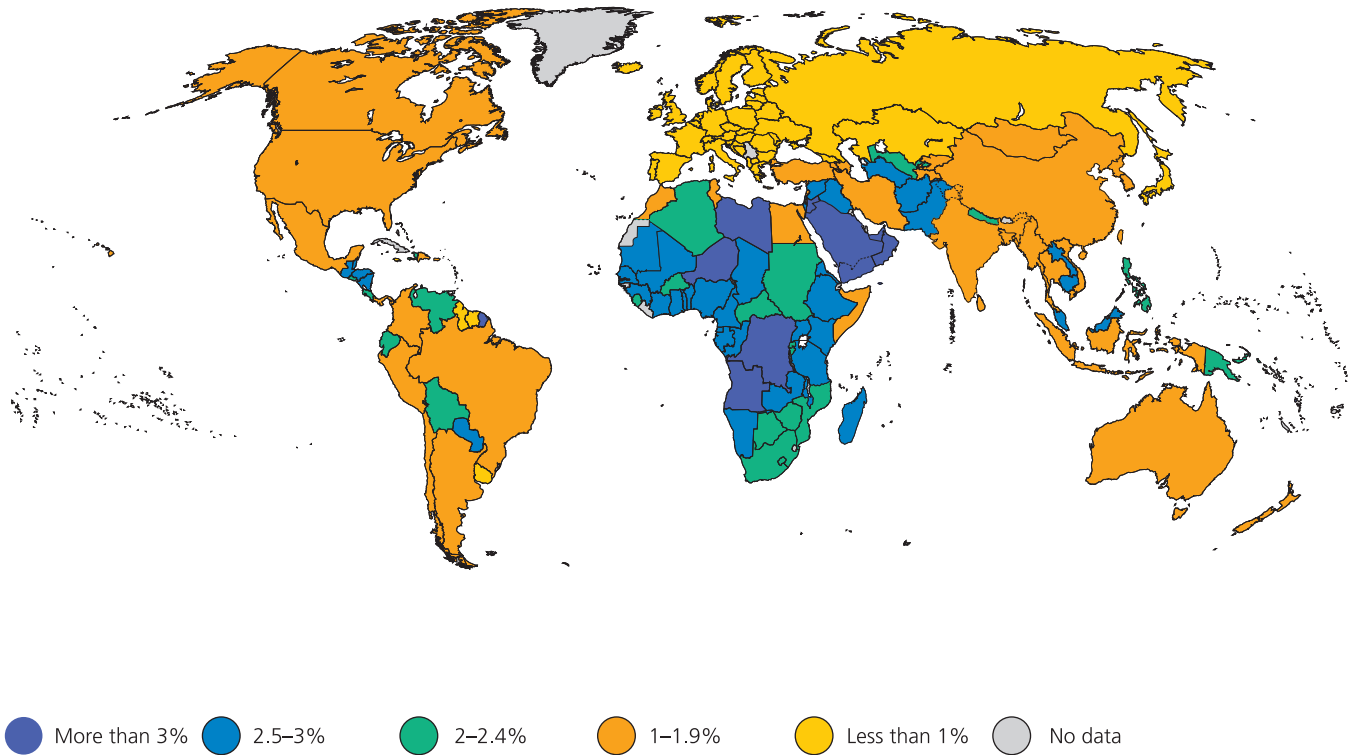 More than 3%
2.5–3%
2–2.4%
1–1.9%
Less than 1%
No data